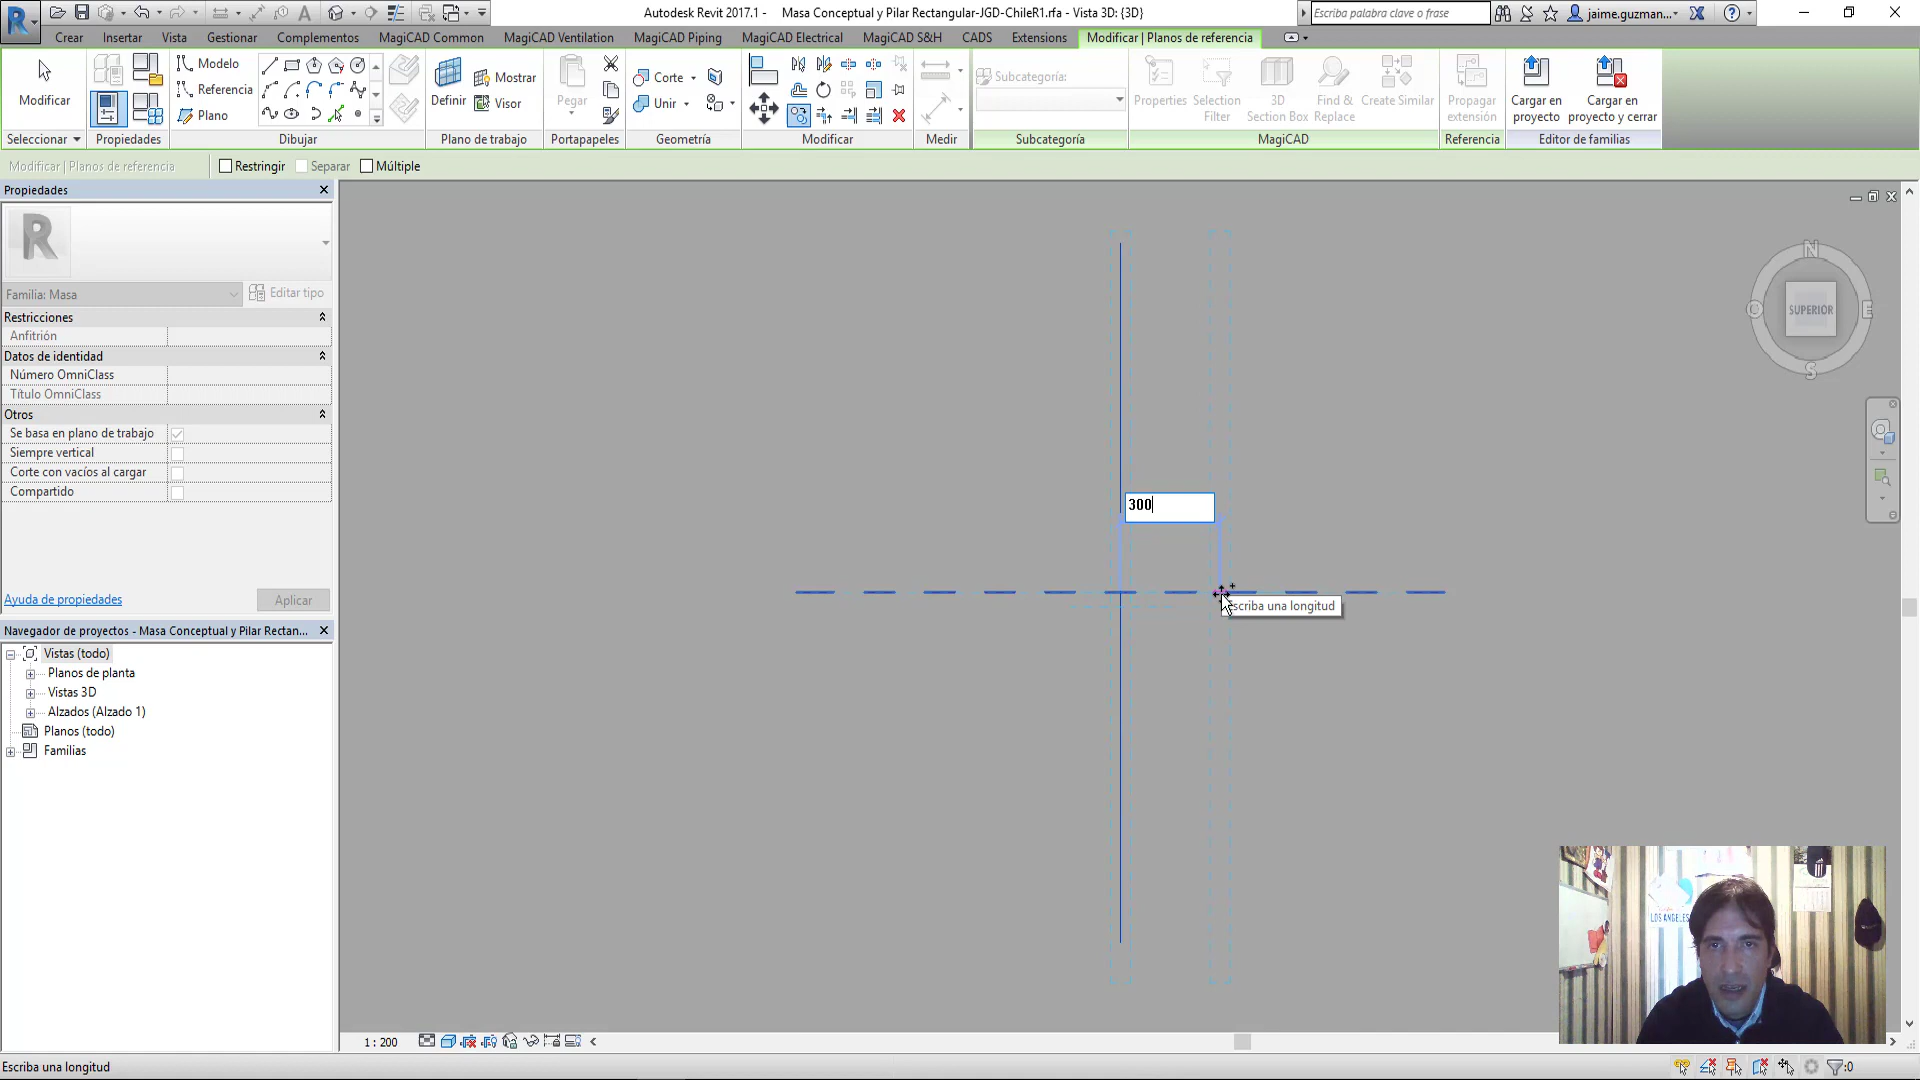 Autodesk Revit 2017.1 - Masa Conceptual y Pilar Rectangular-JGD-ChileR1.rfa - Vista 3D: {3D}
Escriba palabra clave o frase
jaime.guzman...
Crear Insertar Vista Gestionar Complementos MagiCAD Common MagiCAD Ventilation MagiCAD Piping MagiCAD Electrical MagiCAD S&H CADS Extensions Modificar | Planos de referencia
Modificar
Modelo
Referencia
Plano
Definir
Mostrar
Visor
Pegar
Corte
Unir
Subcategoría:
Properties
Selection Filter
3D Section Box
Find & Replace
Create Similar
Propagar extensión
Cargar en proyecto
Cargar en proyecto y cerrar
Seleccionar Propiedades Dibujar Plano de trabajo Portapapeles Geometría Modificar Medir Subcategoría MagiCAD Referencia Editor de familias
Modificar | Planos de referencia Restringir Separar Múltiple
Propiedades
R
Familia: Masa Editar tipo
Restricciones
Anfitrión
Datos de identidad
Número OmniClass
Título OmniClass
Otros
Se basa en plano de trabajo
Siempre vertical
Corte con vacíos al cargar
Compartido
Ayuda de propiedades Aplicar
Navegador de proyectos - Masa Conceptual y Pilar Rectan...
Vistas (todo)
Planos de planta
Vistas 3D
Alzados (Alzado 1)
Planos (todo)
Familias
300
scriba una longitud
N
O SUPERIOR E
S
LOS ANGELES
1 : 200
Escriba una longitud
:0